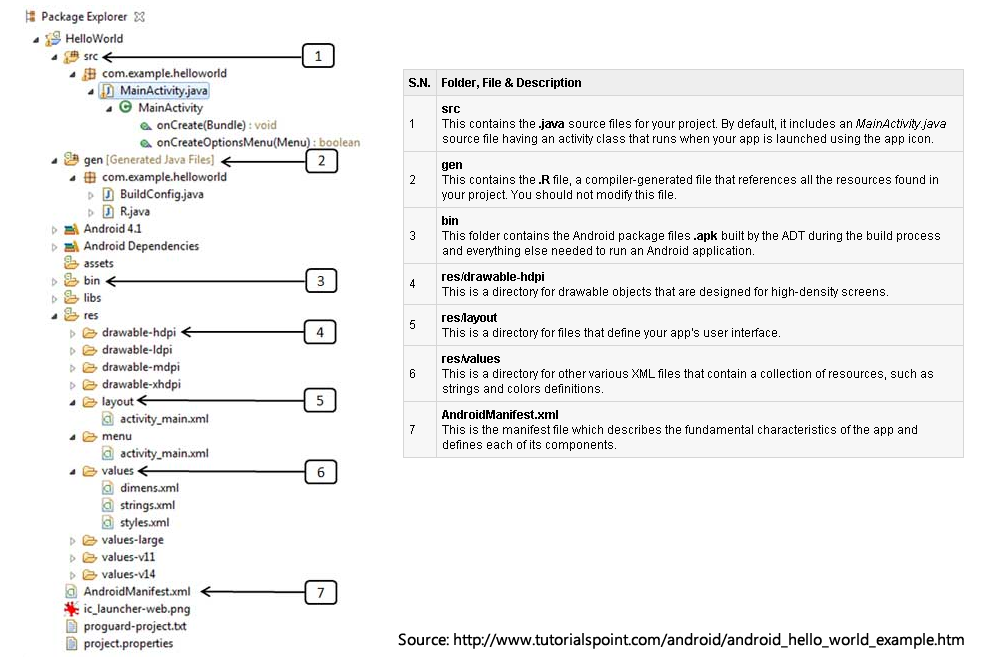 Package Explorer
HelloWorld
src
1
com.example.helloworld
MainActivity.java
MainActivity
onCreate(Bundle) : void
onCreateOptionsMenu(Menu) : boolean
gen [Generated Java Files]
2
com.example.helloworld
BuildConfig.java
R.java
Android 4.1
Android Dependencies
assets
bin
3
libs
res
drawable-hdpi
4
drawable-ldpi
drawable-mdpi
drawable-xhdpi
layout
5
activity_main.xml
menu
activity_main.xml
values
6
dimens.xml
strings.xml
styles.xml
values-large
values-v11
values-v14
AndroidManifest.xml
7
ic_launcher-web.png
proguard-project.txt
project.properties
S.N. Folder, File & Description
1
src
This contains the .java source files for your project. By default, it includes an MainActivity.java
source file having an activity class that runs when your app is launched using the app icon.
2
gen
This contains the .R file, a compiler-generated file that references all the resources found in
your project. You should not modify this file.
3
bin
This folder contains the Android package files .apk built by the ADT during the build process
and everything else needed to run an Android application.
4
res/drawable-hdpi
This is a directory for drawable objects that are designed for high-density screens.
5
res/layout
This is a directory for files that define your app's user interface.
6
res/values
This is a directory for other various XML files that contain a collection of resources, such as
strings and colors definitions.
7
AndroidManifest.xml
This is the manifest file which describes the fundamental characteristics of the app and
defines each of its components.
Source: http://www.tutorialspoint.com/android/android_hello_world_example.htm